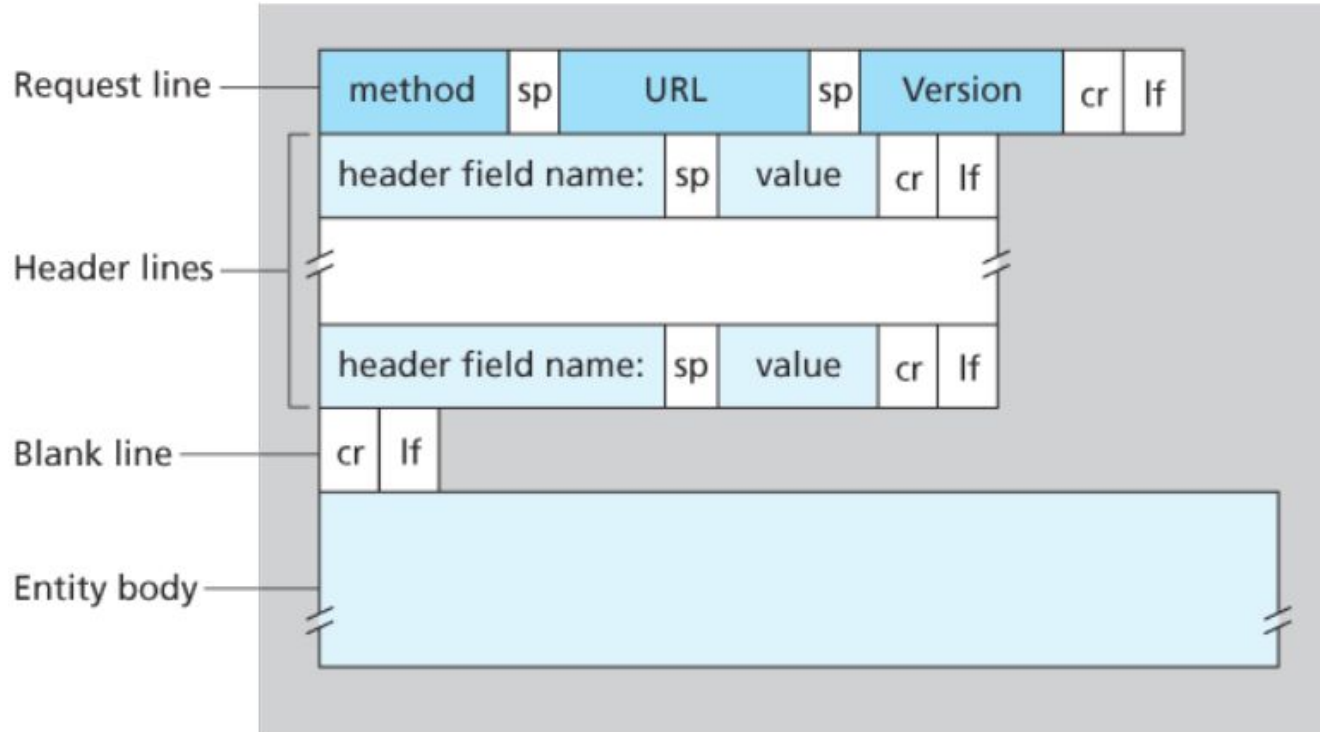 Request line method sp URL sp Version cr lf
header field name: sp value cr lf
Header lines
header field name: sp value cr lf
Blank line cr lf
Entity body